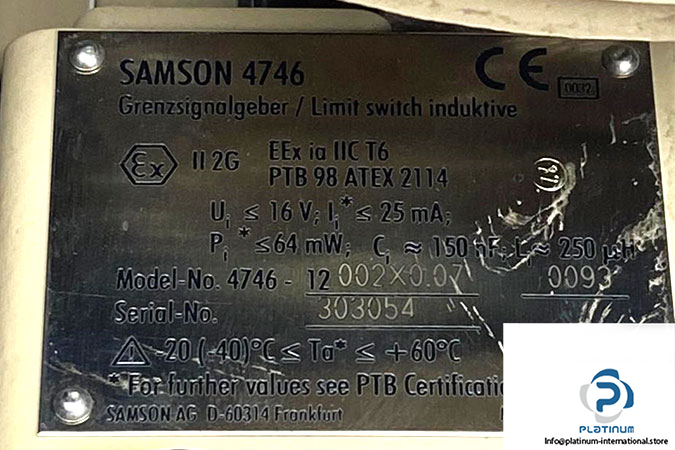 SAMSON 4746 CE 0032
Grenzsignalgeber / Limit switch induktive
Ex II 2G EEx ia IIC T6
PTB 98 ATEX 2114
Ui ≤ 16 V; Ii* ≤ 25 mA;
Pi* ≤ 64 mW; Ci ≈ 150 nF; Li ≈ 250 µH
Model-No. 4746 - 12 002X0.07 0093
Serial-No. 303054
-20 (-40)°C ≤ Ta* ≤ +60°C
* For further values see PTB
SAMSON AG D-60314 Frankfurt
PLATINUM
Info@platinum-international.store